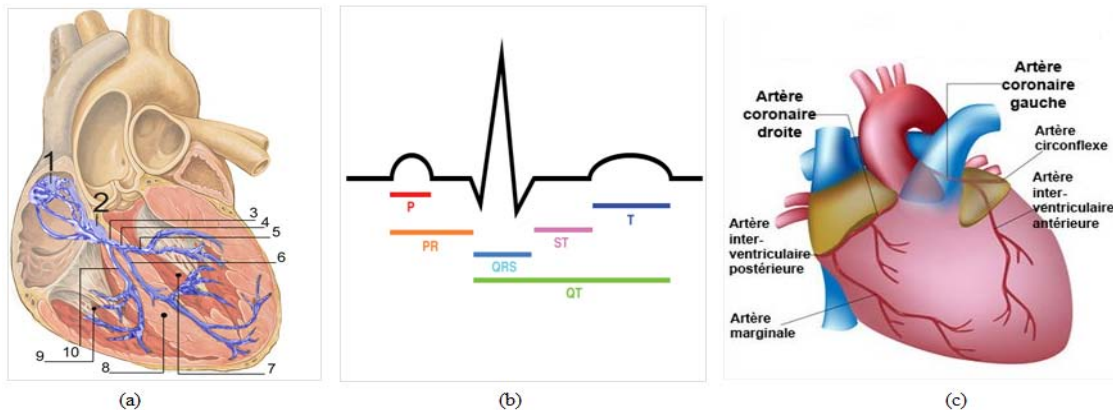 1
2
3
4
5
6
7
8
9
10
(a)
P
PR
QRS
ST
T
QT
(b)
Artère
coronaire
droite
Artère
coronaire
gauche
Artère
circonflexe
Artère
inter-
ventriculaire
antérieure
Artère
inter-
ventriculaire
postérieure
Artère
marginale
(c)